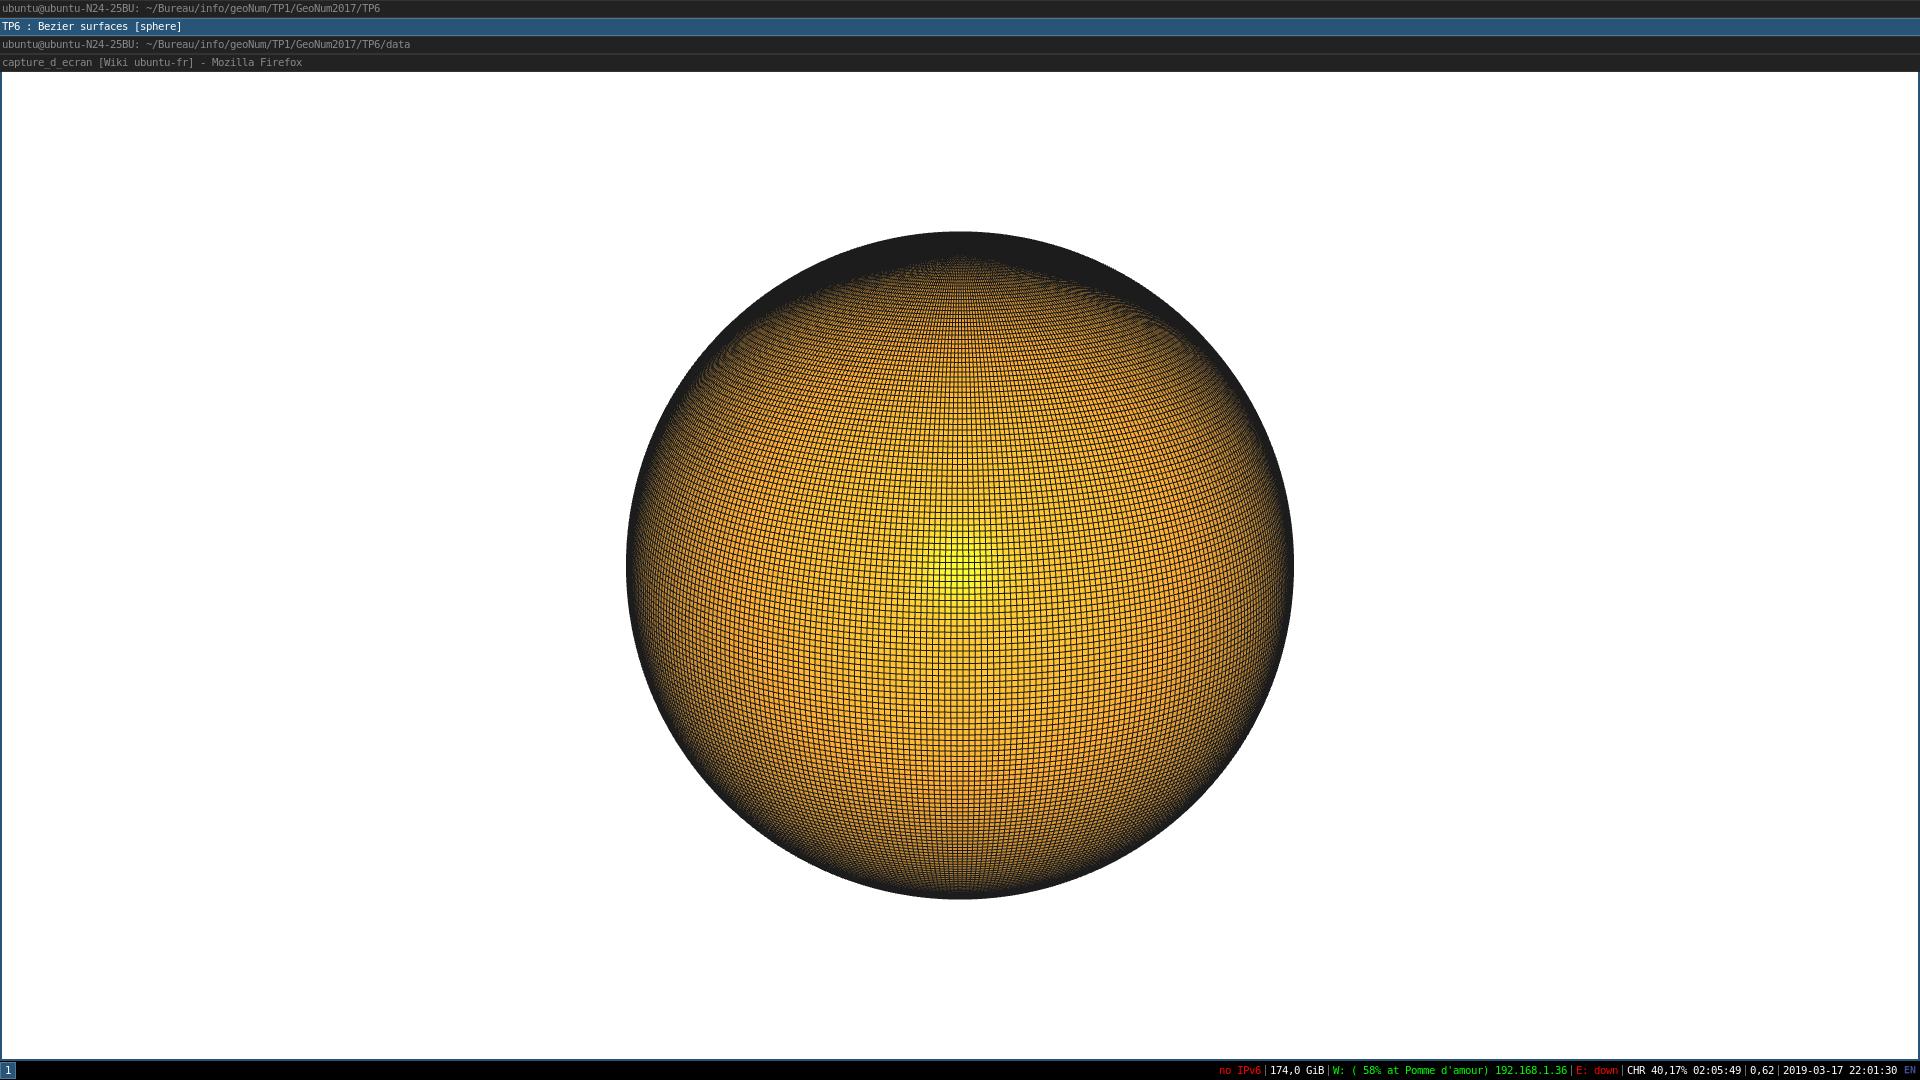 ubuntu@ubuntu-N24-25BU: ~/Bureau/info/geoNum/TP1/GeoNum2017/TP6
TP6 : Bezier surfaces [sphere]
ubuntu@ubuntu-N24-25BU: ~/Bureau/info/geoNum/TP1/GeoNum2017/TP6/data
capture_d_ecran [Wiki ubuntu-fr] - Mozilla Firefox
1 no IPv6|174,0 GiB|W: ( 58% at Pomme d'amour) 192.168.1.36|E: down|CHR 40,17% 02:05:49|0,62|2019-03-17 22:01:30 EN